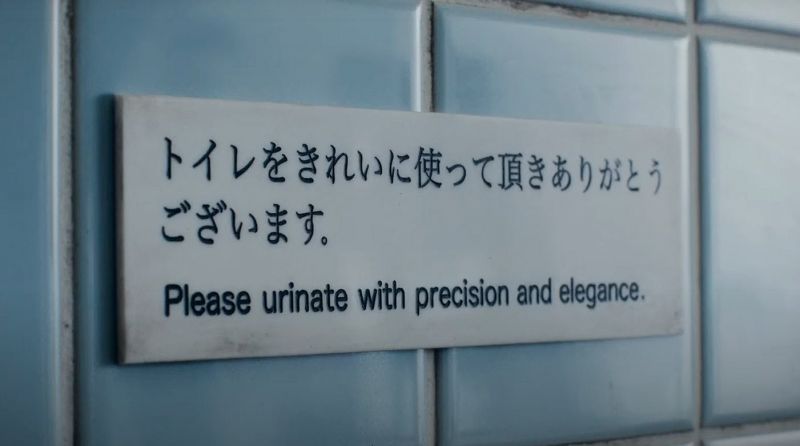 トイレをきれいに使って頂きありがとう
ございます。
Please urinate with precision and elegance.